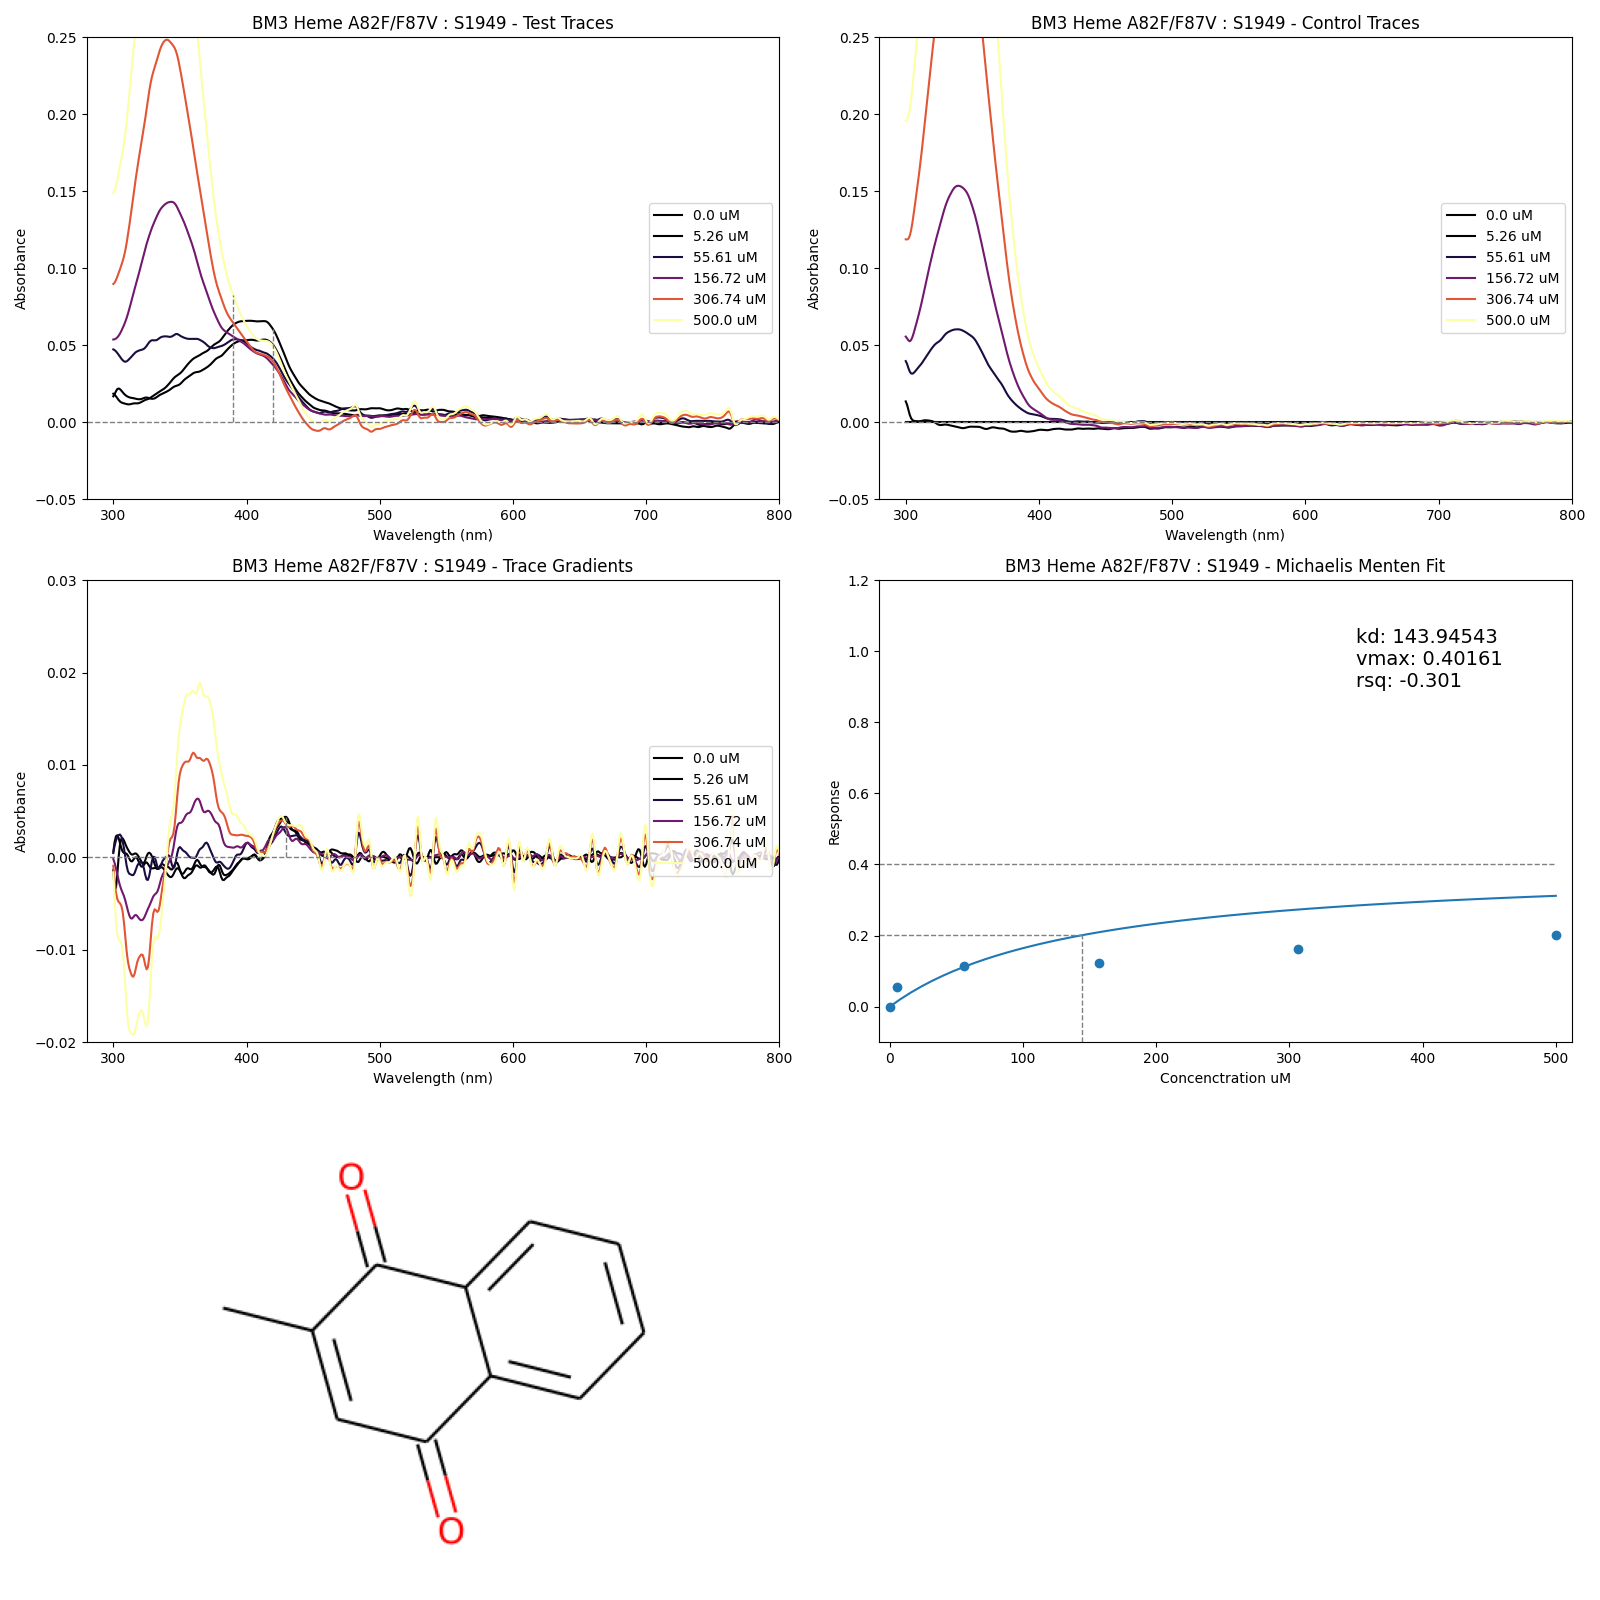 BM3 Heme A82F/F87V : S1949 - Test Traces
0.25
0.20
0.15
0.10
0.05
0.00
−0.05
Absorbance
300 400 500 600 700 800
Wavelength (nm)
0.0 uM
5.26 uM
55.61 uM
156.72 uM
306.74 uM
500.0 uM
BM3 Heme A82F/F87V : S1949 - Control Traces
0.25
0.20
0.15
0.10
0.05
0.00
−0.05
Absorbance
300 400 500 600 700 800
Wavelength (nm)
0.0 uM
5.26 uM
55.61 uM
156.72 uM
306.74 uM
500.0 uM
BM3 Heme A82F/F87V : S1949 - Trace Gradients
0.03
0.02
0.01
0.00
−0.01
−0.02
Absorbance
300 400 500 600 700 800
Wavelength (nm)
0.0 uM
5.26 uM
55.61 uM
156.72 uM
306.74 uM
500.0 uM
BM3 Heme A82F/F87V : S1949 - Michaelis Menten Fit
1.2
1.0
0.8
0.6
0.4
0.2
0.0
Response
kd: 143.94543
vmax: 0.40161
rsq: -0.301
0 100 200 300 400 500
Concenctration uM
O
O